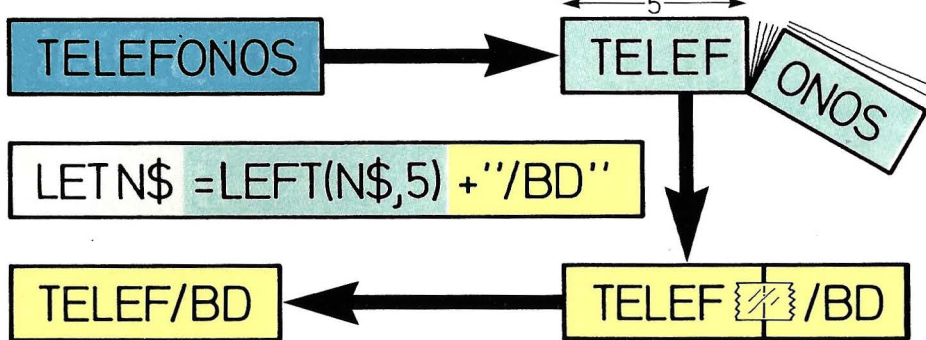 5
TELEFONOS
TELEF
ONOS
LET N$ =LEFT(N$,5) +"/BD"
TELEF/BD
TELEF /BD